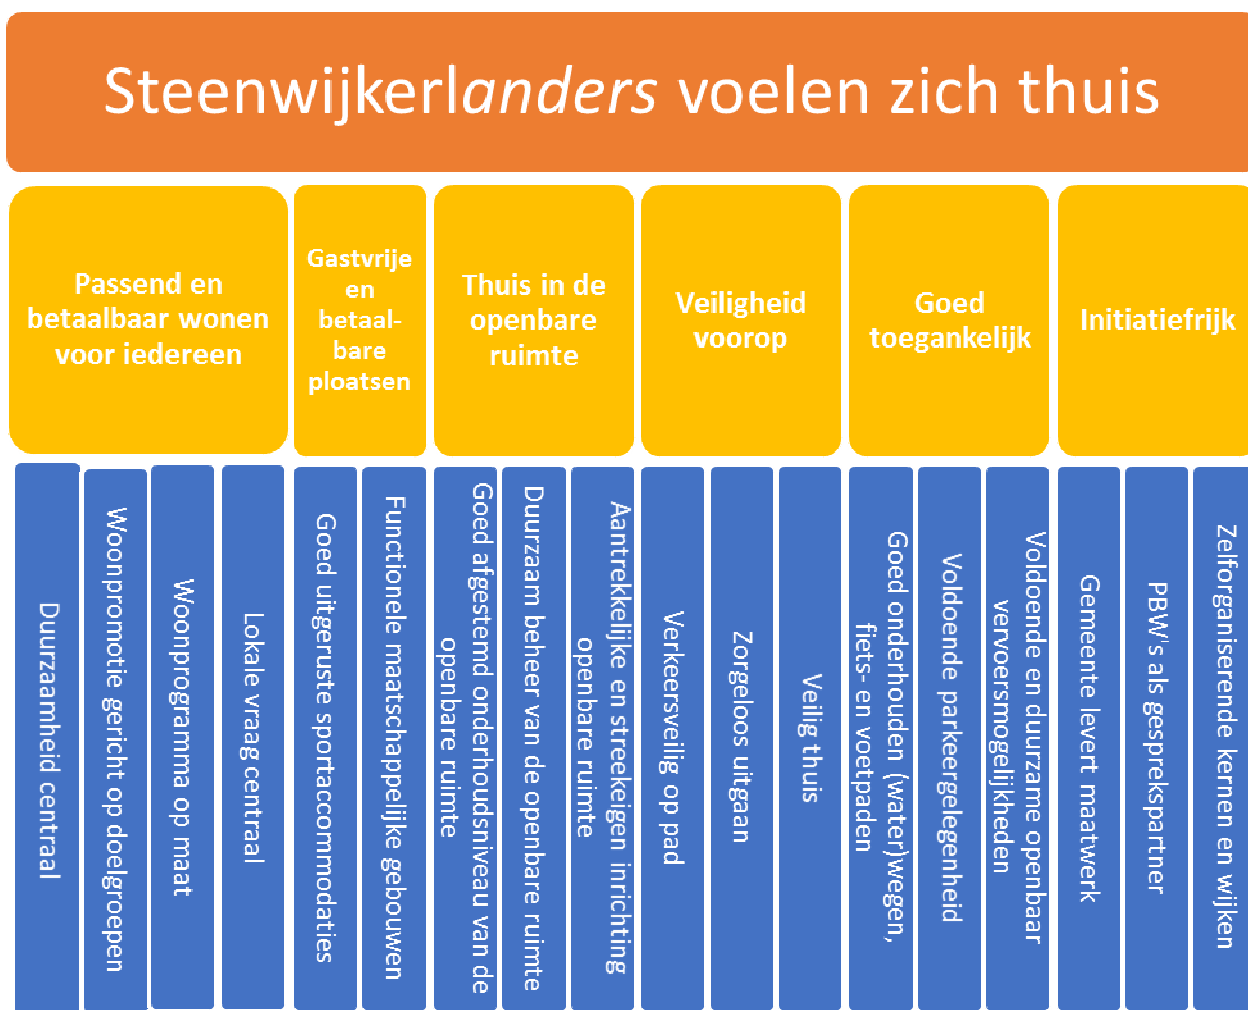 Steenwijkerlanders voelen zich thuis
Passend en
betaalbaar wonen
voor iedereen
Gastvrije
en
betaal-
bare
ploatsen
Thuis in de
openbare
ruimte
Veiligheid
voorop
Goed
toegankelijk
Initiatiefrijk
Duurzaamheid centraal
Woonpromotie gericht op doelgroepen
Woonprogramma op maat
Lokale vraag centraal
Goed uitgeruste sportaccommodaties
Functionele maatschappelijke gebouwen
Goed afgestemd onderhoudsniveau van de
openbare ruimte
Duurzaam beheer van de openbare ruimte
Aantrekkelijke en streekeigen inrichting
openbare ruimte
Verkeersveilig op pad
Zorgeloos uitgaan
Veilig thuis
Goed onderhouden (water)wegen,
fiets- en voetpaden
Voldoende parkeergelegenheid
Voldoende en duurzame openbaar
vervoersmogelijkheden
Gemeente levert maatwerk
PBW's als gesprekspartner
Zelforganiserende kernen en wijken